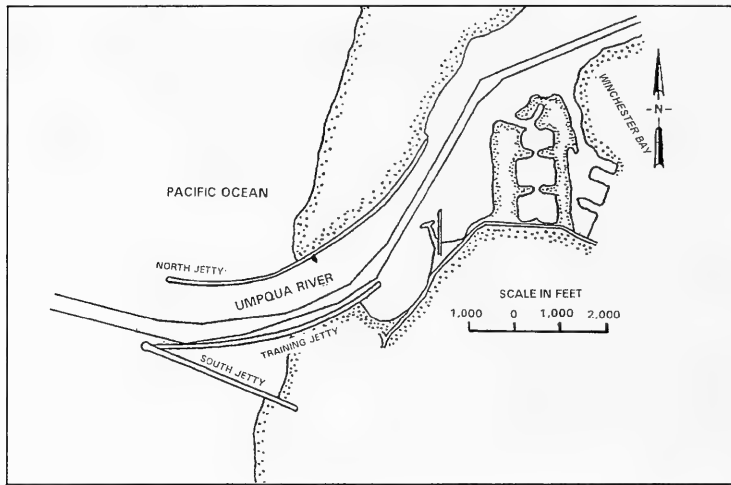 WINCHESTER BAY
-N-
PACIFIC OCEAN
NORTH JETTY
UMPQUA RIVER
SCALE IN FEET
1,000 0 1,000 2,000
TRAINING JETTY
SOUTH JETTY